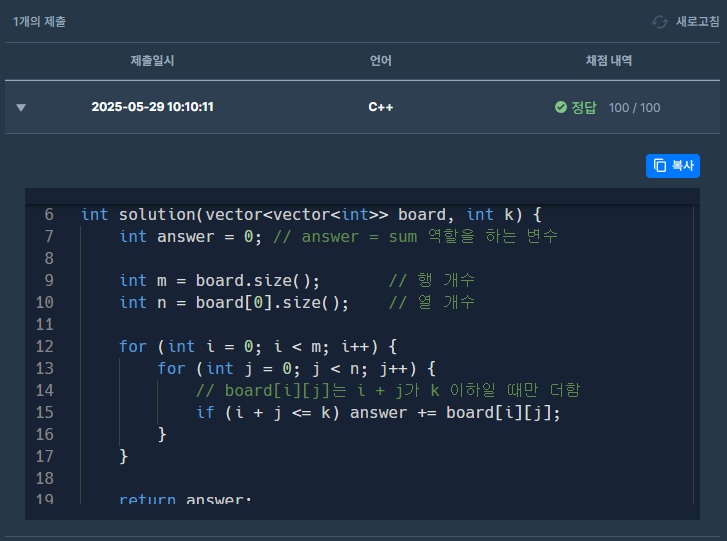 1개의 제출 새로고침
제출일시 언어 채점 내역
2025-05-29 10:10:11 C++ 정답 100 / 100
복사
6 int solution(vector<vector<int>> board, int k) {
7     int answer = 0; // answer = sum 역할을 하는 변수
8
9     int m = board.size();       // 행 개수
10     int n = board[0].size();    // 열 개수
11
12     for (int i = 0; i < m; i++) {
13         for (int j = 0; j < n; j++) {
14             // board[i][j]는 i + j가 k 이하일 때만 더함
15             if (i + j <= k) answer += board[i][j];
16         }
17     }
18
19     return answer;